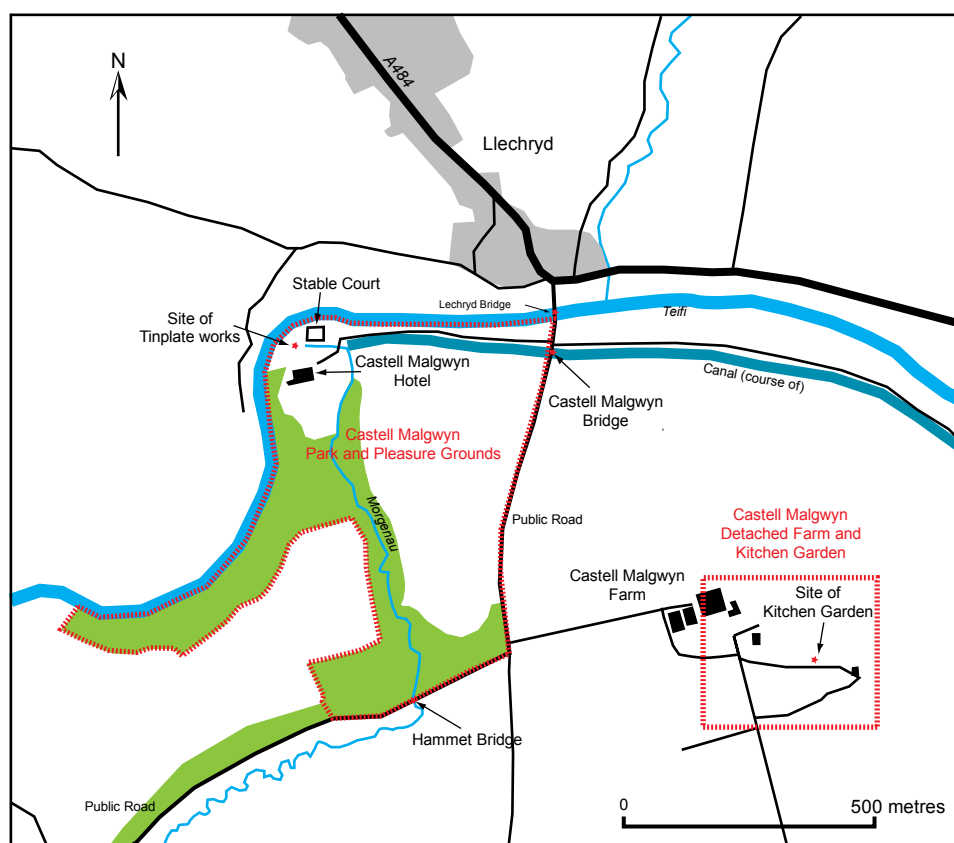 N
A484
Llechryd
Stable Court
Lechryd Bridge
Teifi
Site of
Tinplate works
Castell Malgwyn
Hotel
Canal (course of)
Castell Malgwyn
Bridge
Castell Malgwyn
Park and Pleasure Grounds
Morgenau
Public Road
Castell Malgwyn
Detached Farm and
Kitchen Garden
Castell Malgwyn
Farm
Site of
Kitchen Garden
Hammet Bridge
Public Road
0
500 metres